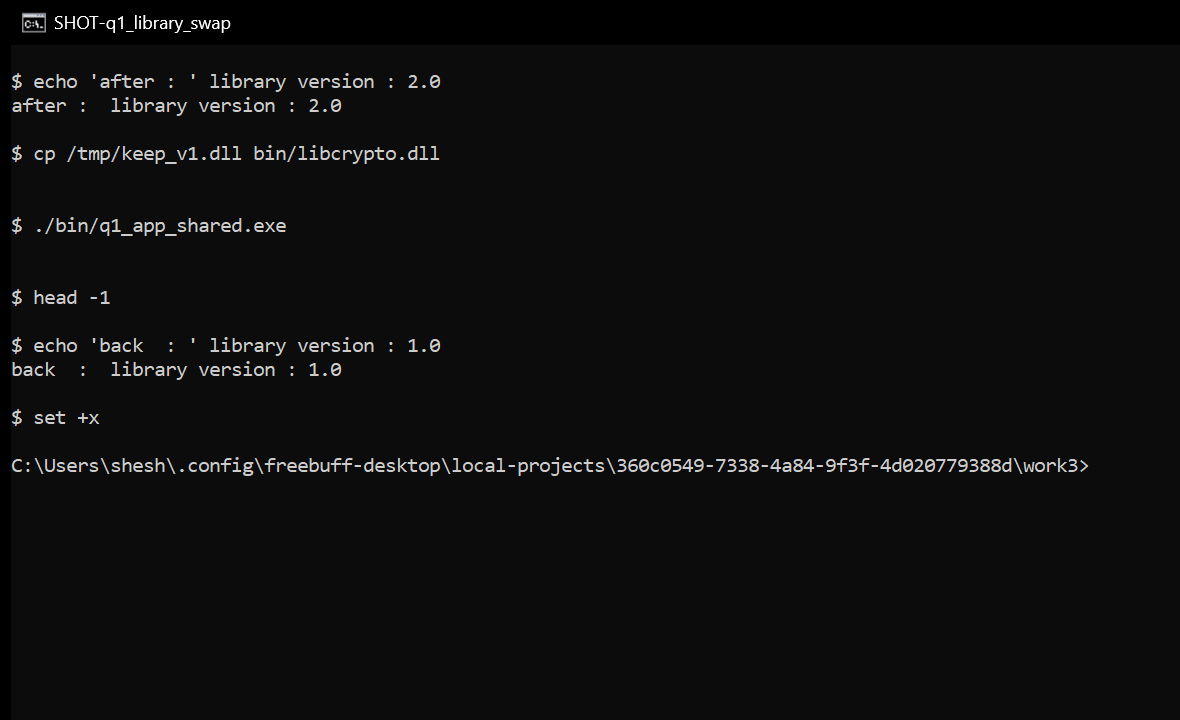 SHOT-q1_library_swap
$ echo 'after : ' library version : 2.0
after :  library version : 2.0
$ cp /tmp/keep_v1.dll bin/libcrypto.dll
$ ./bin/q1_app_shared.exe
$ head -1
$ echo 'back  : ' library version : 1.0
back  :  library version : 1.0
$ set +x
C:\Users\shesh\.config\freebuff-desktop\local-projects\360c0549-7338-4a84-9f3f-4d020779388d\work3>